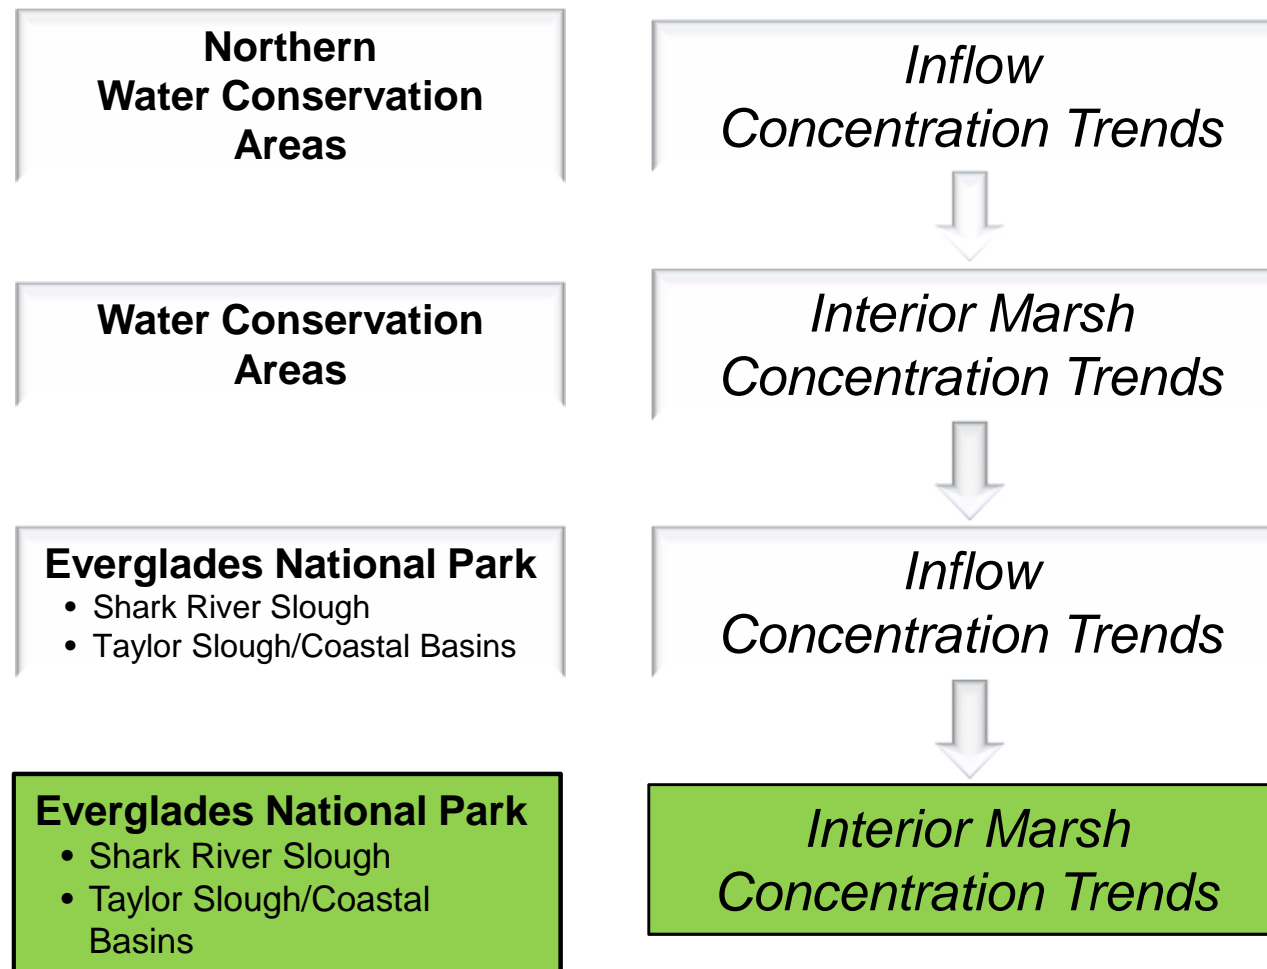 Northern
Water Conservation
Areas
Inflow
Concentration Trends
Water Conservation
Areas
Interior Marsh
Concentration Trends
Everglades National Park
• Shark River Slough
• Taylor Slough/Coastal Basins
Inflow
Concentration Trends
Everglades National Park
• Shark River Slough
• Taylor Slough/Coastal
Basins
Interior Marsh
Concentration Trends